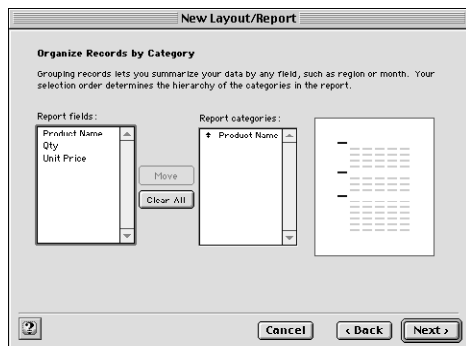 New Layout/Report
Organize Records by Category
Grouping records lets you summarize your data by any field, such as region or month. Your
selection order determines the hierarchy of the categories in the report.
Report fields:
Product Name
Qty
Unit Price
Move
Clear All
Report categories:
Product Name
?
Cancel
‹ Back
Next ›